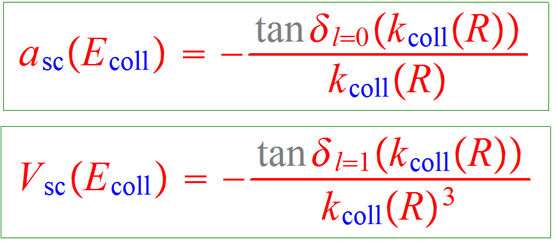 a_sc(E_coll) = − tan δ_{l=0}(k_coll(R)) / k_coll(R)
V_sc(E_coll) = − tan δ_{l=1}(k_coll(R)) / k_coll(R)^3